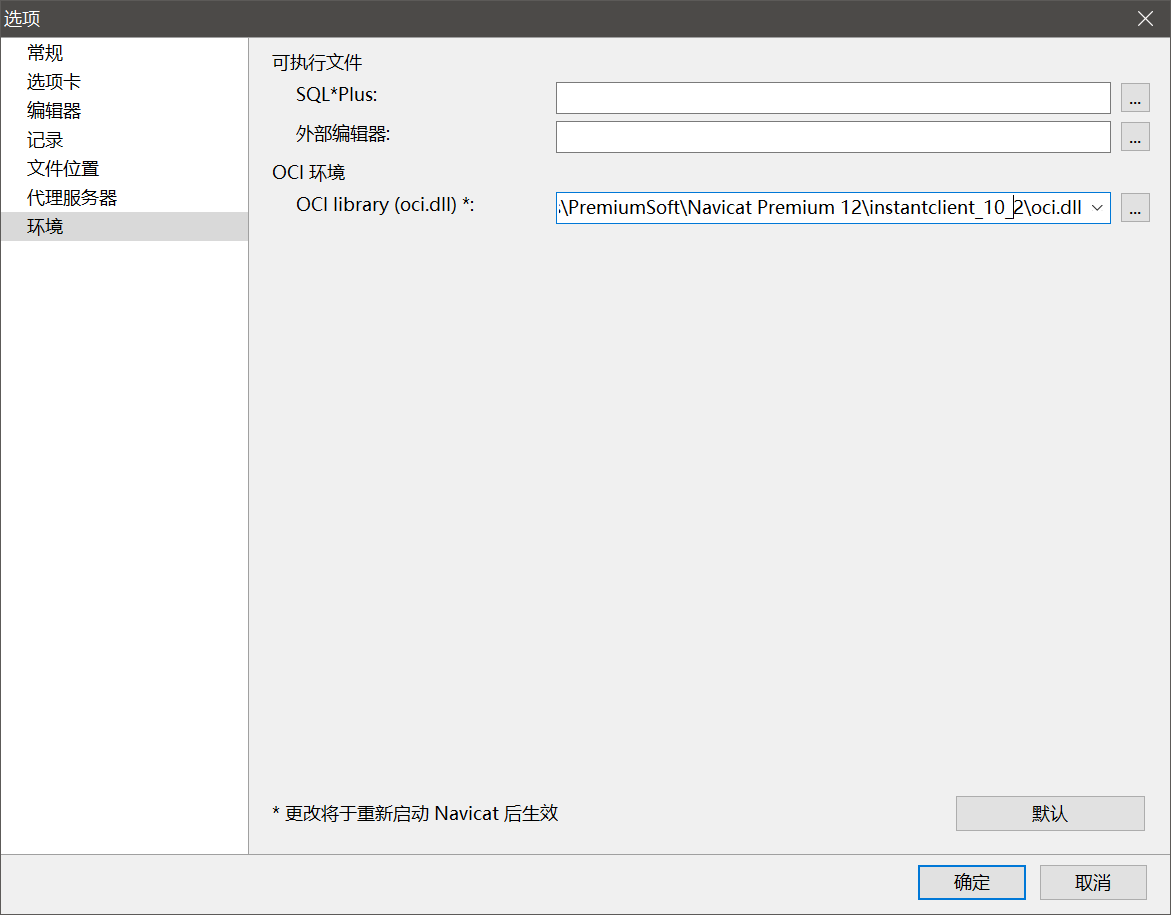 选项
常规
选项卡
编辑器
记录
文件位置
代理服务器
环境
可执行文件
SQL*Plus:
...
外部编辑器:
...
OCI 环境
OCI library (oci.dll) *:
\PremiumSoft\Navicat Premium 12\instantclient_10_2\oci.dll
...
* 更改将于重新启动 Navicat 后生效
默认
确定
取消